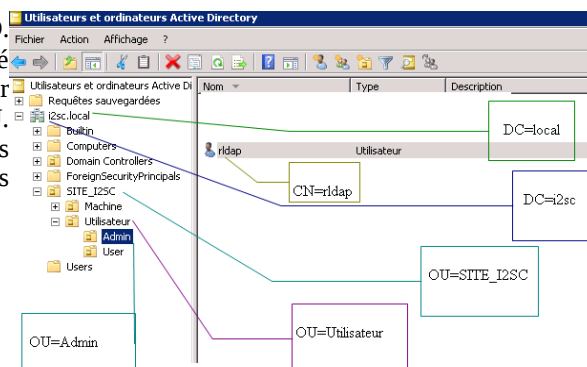 Utilisateurs et ordinateurs Active Directory
Fichier Action Affichage ?
Utilisateurs et ordinateurs Active Di
Nom Type Description
Requêtes sauvegardées
i2sc.local
Builtin
Computers
Domain Controllers
ForeignSecurityPrincipals
SITE_I2SC
Machine
Utilisateur
Admin
User
Users
rldap Utilisateur
DC=local
CN=rldap
DC=i2sc
OU=SITE_I2SC
OU=Utilisateur
OU=Admin